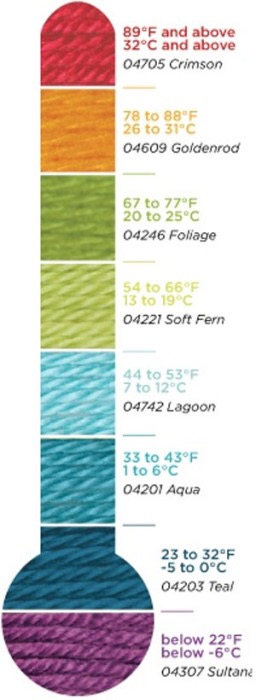 89°F and above
32°C and above
04705 Crimson
78 to 88°F
26 to 31°C
04609 Goldenrod
67 to 77°F
20 to 25°C
04246 Foliage
54 to 66°F
13 to 19°C
04221 Soft Fern
44 to 53°F
7 to 12°C
04742 Lagoon
33 to 43°F
1 to 6°C
04201 Aqua
23 to 32°F
-5 to 0°C
04203 Teal
below 22°F
below -6°C
04307 Sultana